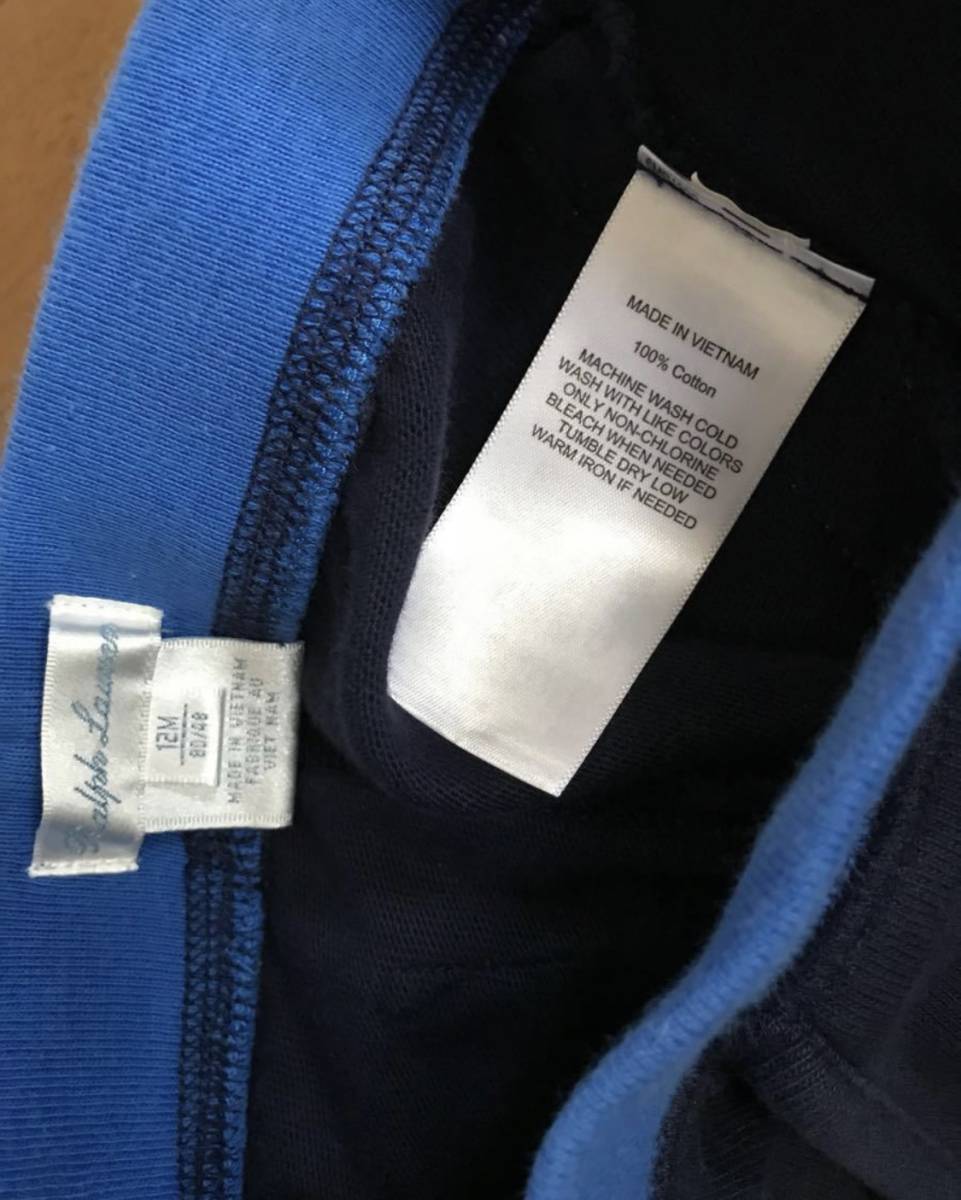 MADE IN VIETNAM
100% Cotton
MACHINE WASH COLD
WASH WITH LIKE COLORS
ONLY NON-CHLORINE
BLEACH WHEN NEEDED
TUMBLE DRY LOW
WARM IRON IF NEEDED
Ralph Lauren
12M
80/48
MADE IN VIETNAM
FABRIQUE AU
VIET NAM